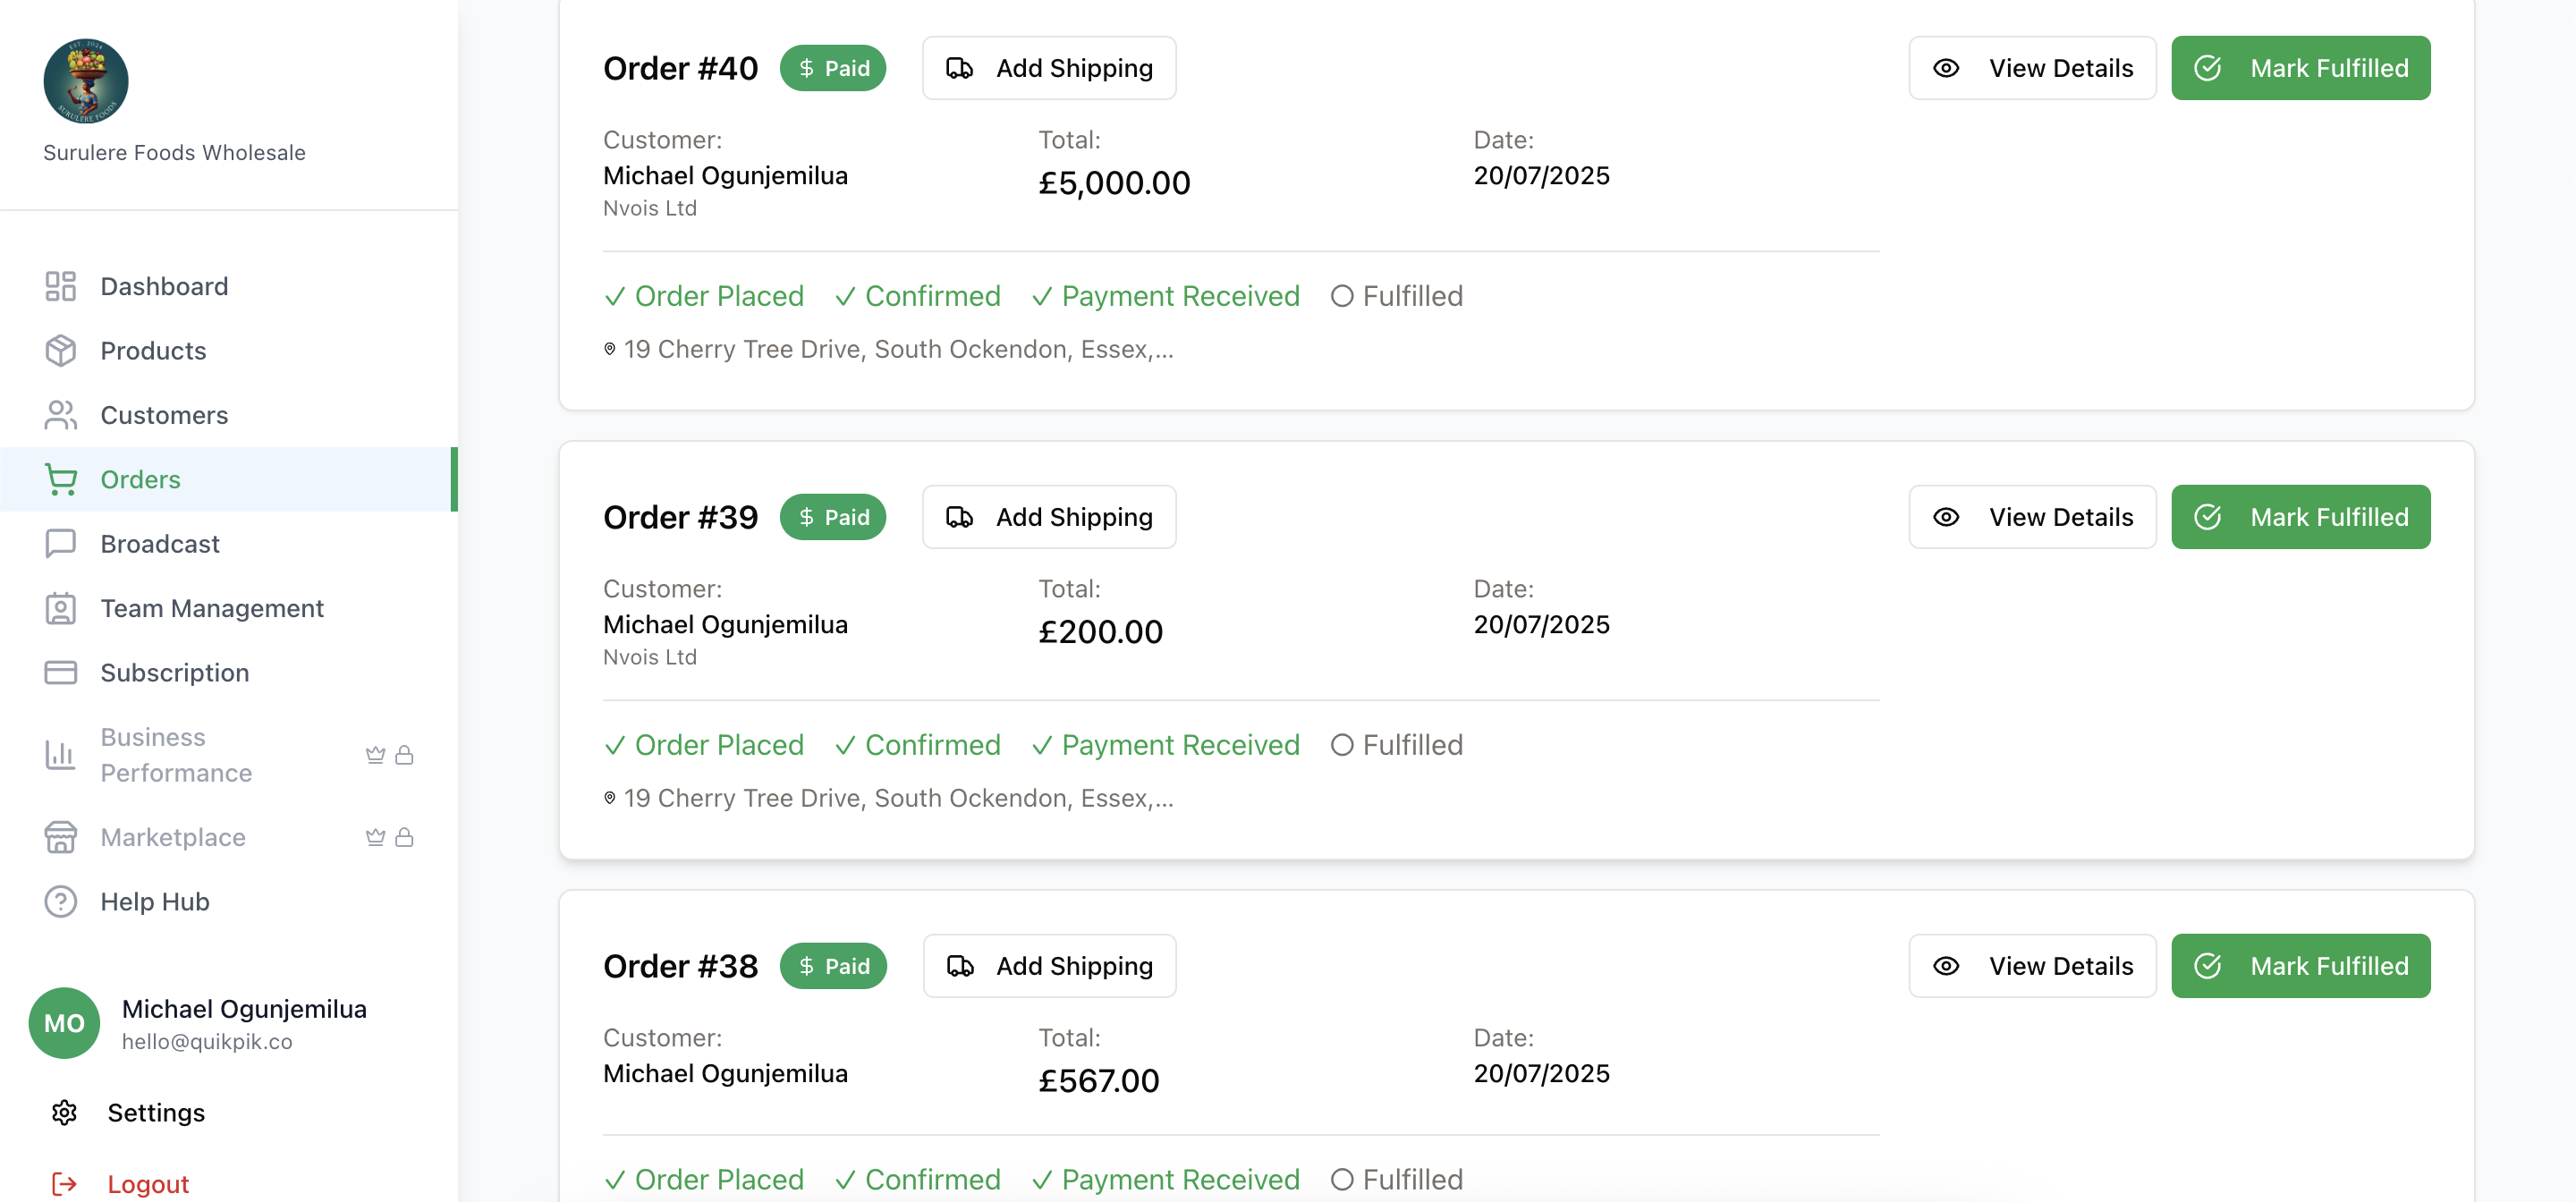 EST. 2024
SURULERE FOODS
Surulere Foods Wholesale
Dashboard
Products
Customers
Orders
Broadcast
Team Management
Subscription
Business
Performance
Marketplace
Help Hub
MO
Michael Ogunjemilua
hello@quikpik.co
Settings
Logout
Order #40 $ Paid Add Shipping View Details Mark Fulfilled
Customer: Total: Date:
Michael Ogunjemilua £5,000.00 20/07/2025
Nvois Ltd
✓ Order Placed ✓ Confirmed ✓ Payment Received ○ Fulfilled
19 Cherry Tree Drive, South Ockendon, Essex,...
Order #39 $ Paid Add Shipping View Details Mark Fulfilled
Customer: Total: Date:
Michael Ogunjemilua £200.00 20/07/2025
Nvois Ltd
✓ Order Placed ✓ Confirmed ✓ Payment Received ○ Fulfilled
19 Cherry Tree Drive, South Ockendon, Essex,...
Order #38 $ Paid Add Shipping View Details Mark Fulfilled
Customer: Total: Date:
Michael Ogunjemilua £567.00 20/07/2025
✓ Order Placed ✓ Confirmed ✓ Payment Received ○ Fulfilled